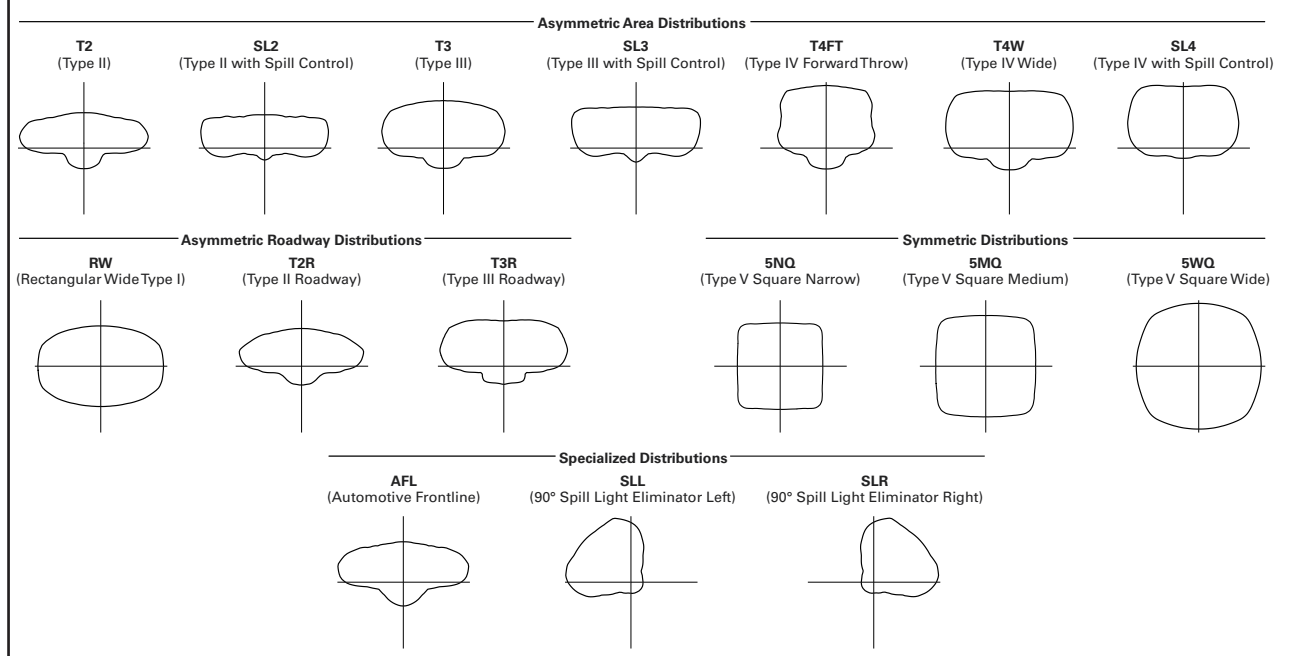 Asymmetric Area Distributions
T2
(Type II)
SL2
(Type II with Spill Control)
T3
(Type III)
SL3
(Type III with Spill Control)
T4FT
(Type IV Forward Throw)
T4W
(Type IV Wide)
SL4
(Type IV with Spill Control)
Asymmetric Roadway Distributions
RW
(Rectangular Wide Type I)
T2R
(Type II Roadway)
T3R
(Type III Roadway)
Symmetric Distributions
5NQ
(Type V Square Narrow)
5MQ
(Type V Square Medium)
5WQ
(Type V Square Wide)
Specialized Distributions
AFL
(Automotive Frontline)
SLL
(90° Spill Light Eliminator Left)
SLR
(90° Spill Light Eliminator Right)